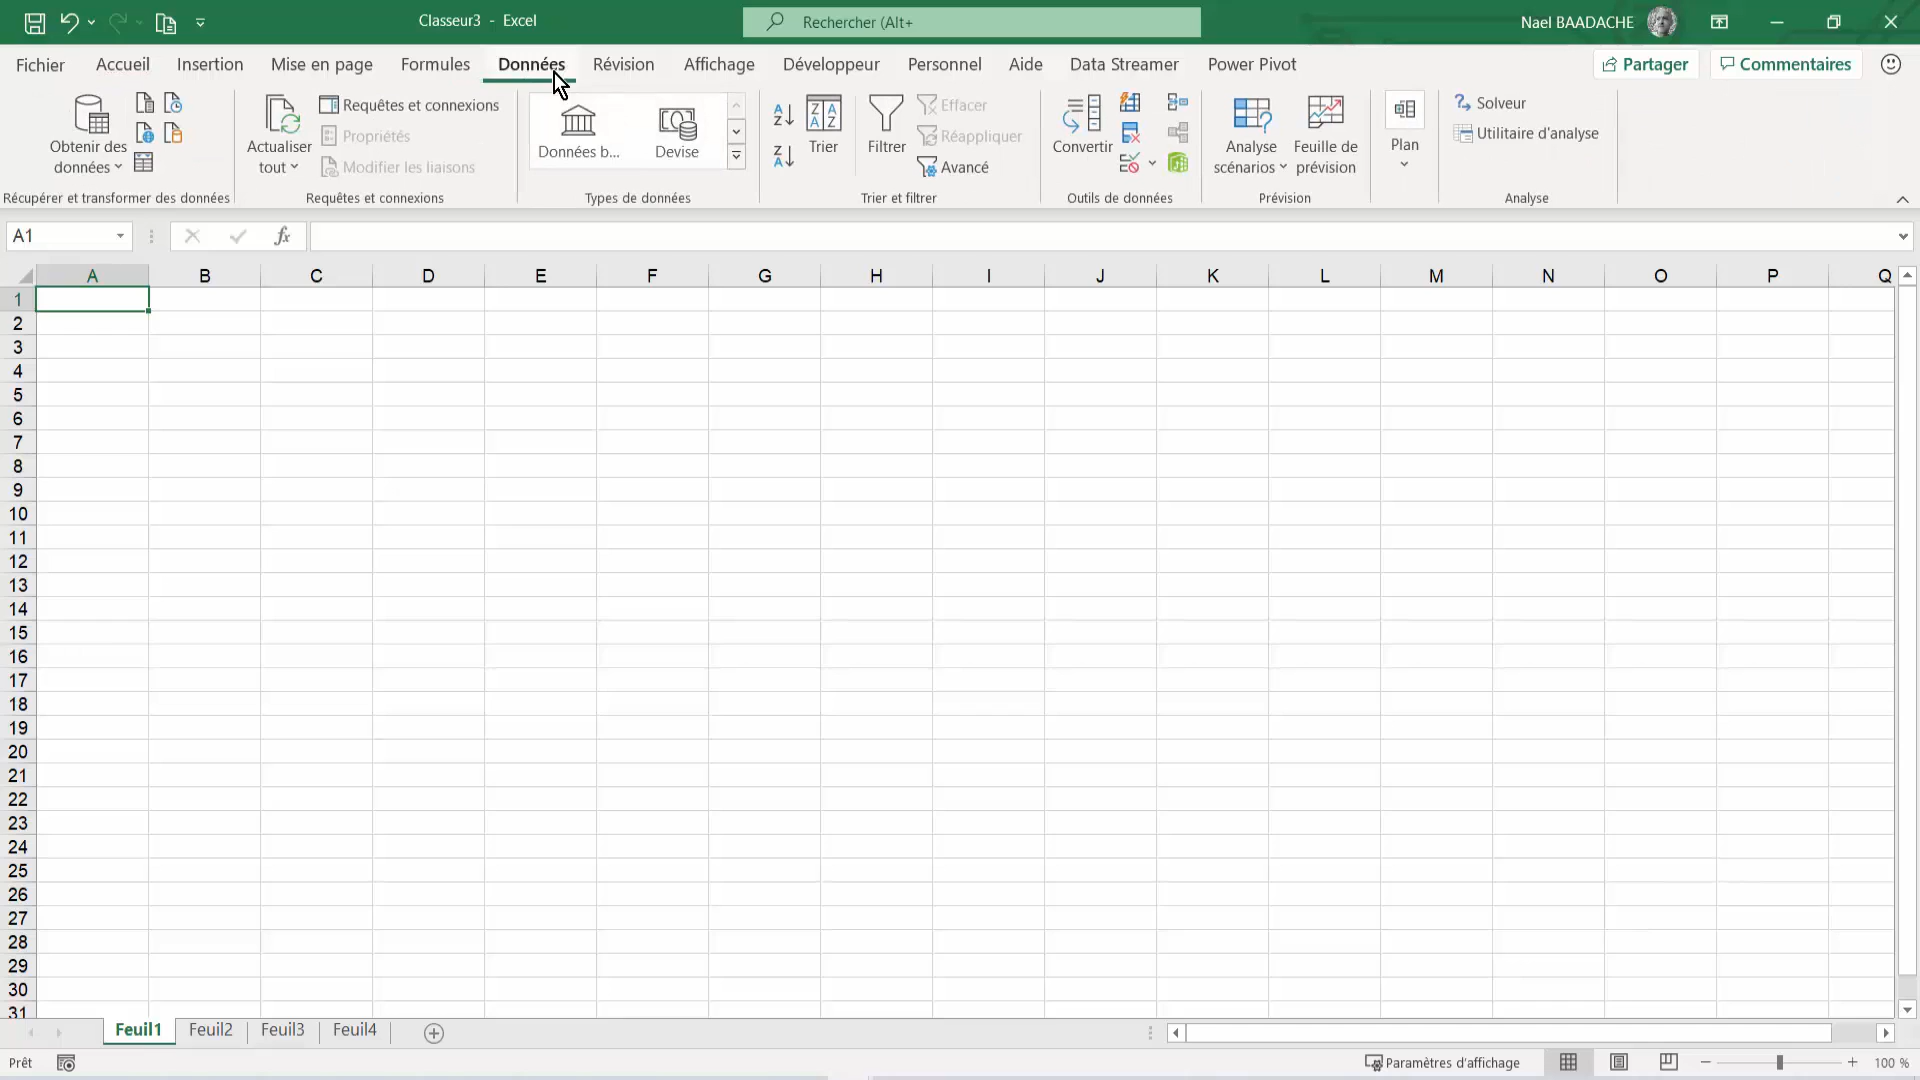 Classeur3 - Excel
Rechercher (Alt+
Nael BAADACHE
Fichier Accueil Insertion Mise en page Formules Données Révision Affichage Développeur Personnel Aide Data Streamer Power Pivot Partager Commentaires
Obtenir des
données
Récupérer et transformer des données
Actualiser
tout
Requêtes et connexions
Propriétés
Modifier les liaisons
Requêtes et connexions
Données b...
Devise
Types de données
Trier
Filtrer
Effacer
Réappliquer
Avancé
Trier et filtrer
Convertir
Outils de données
Analyse
scénarios
Feuille de
prévision
Prévision
Plan
Solveur
Utilitaire d'analyse
Analyse
A1
fx
A B C D E F G H I J K L M N O P Q
1
2
3
4
5
6
7
8
9
10
11
12
13
14
15
16
17
18
19
20
21
22
23
24
25
26
27
28
29
30
31
Feuil1 Feuil2 Feuil3 Feuil4
Prêt
Paramètres d'affichage
100 %